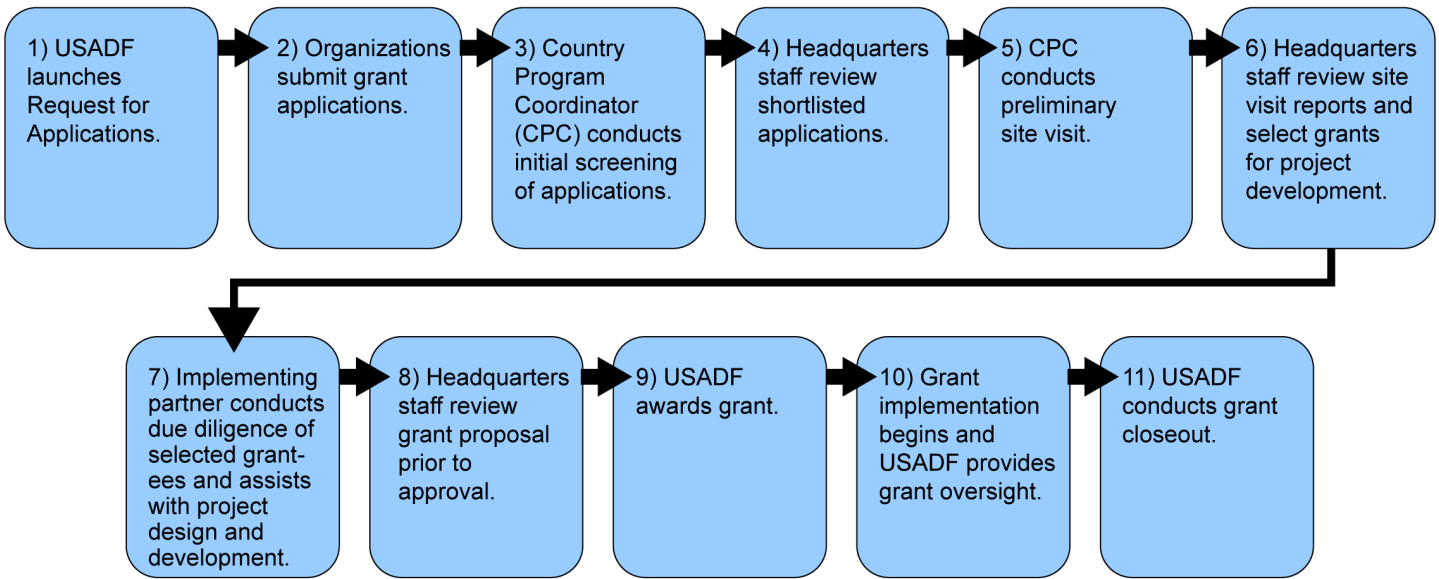 1) USADF
launches
Request for
Applications.
2) Organizations
submit grant
applications.
3) Country
Program
Coordinator
(CPC) conducts
initial screening
of applications.
4) Headquarters
staff review
shortlisted
applications.
5) CPC
conducts
preliminary
site visit.
6) Headquarters
staff review site
visit reports and
select grants
for project
development.
7) Implementing
partner conducts
due diligence of
selected grant-
ees and assists
with project
design and
development.
8) Headquarters
staff review
grant proposal
prior to
approval.
9) USADF
awards grant.
10) Grant
implementation
begins and
USADF provides
grant oversight.
11) USADF
conducts grant
closeout.